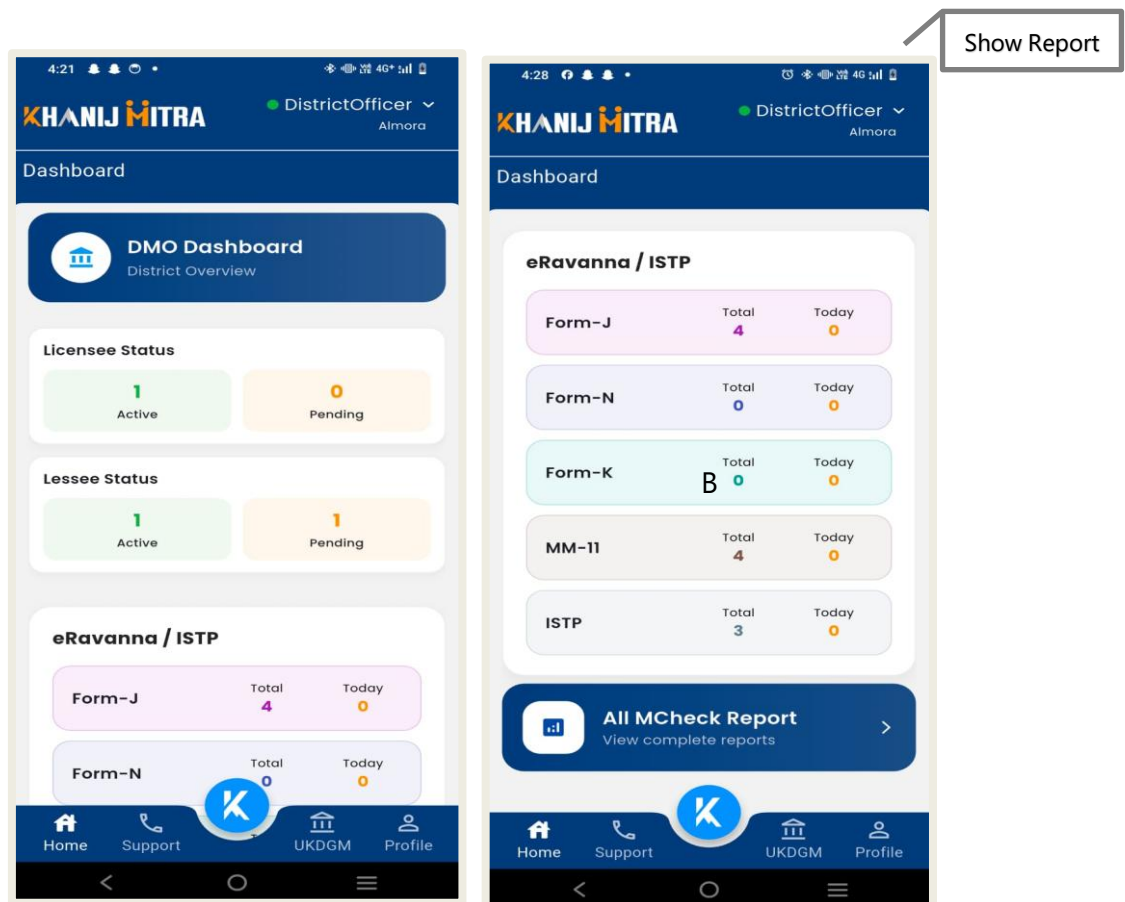 Show Report
4:21 4G+
KHANIJ MITRA
DistrictOfficer
Almora
Dashboard
DMO Dashboard
District Overview
Licensee Status
1 0
Active Pending
Lessee Status
1 1
Active Pending
eRavanna / ISTP
Total Today
Form-J
4 0
Total Today
Form-N
0 0
K
Home Support UKDGM Profile
4:28 4G
KHANIJ MITRA
DistrictOfficer
Almora
Dashboard
eRavanna / ISTP
Total Today
Form-J
4 0
Total Today
Form-N
0 0
Total Today
Form-K
B 0 0
Total Today
MM-11
4 0
Total Today
ISTP
3 0
All MCheck Report
View complete reports
K
Home Support UKDGM Profile